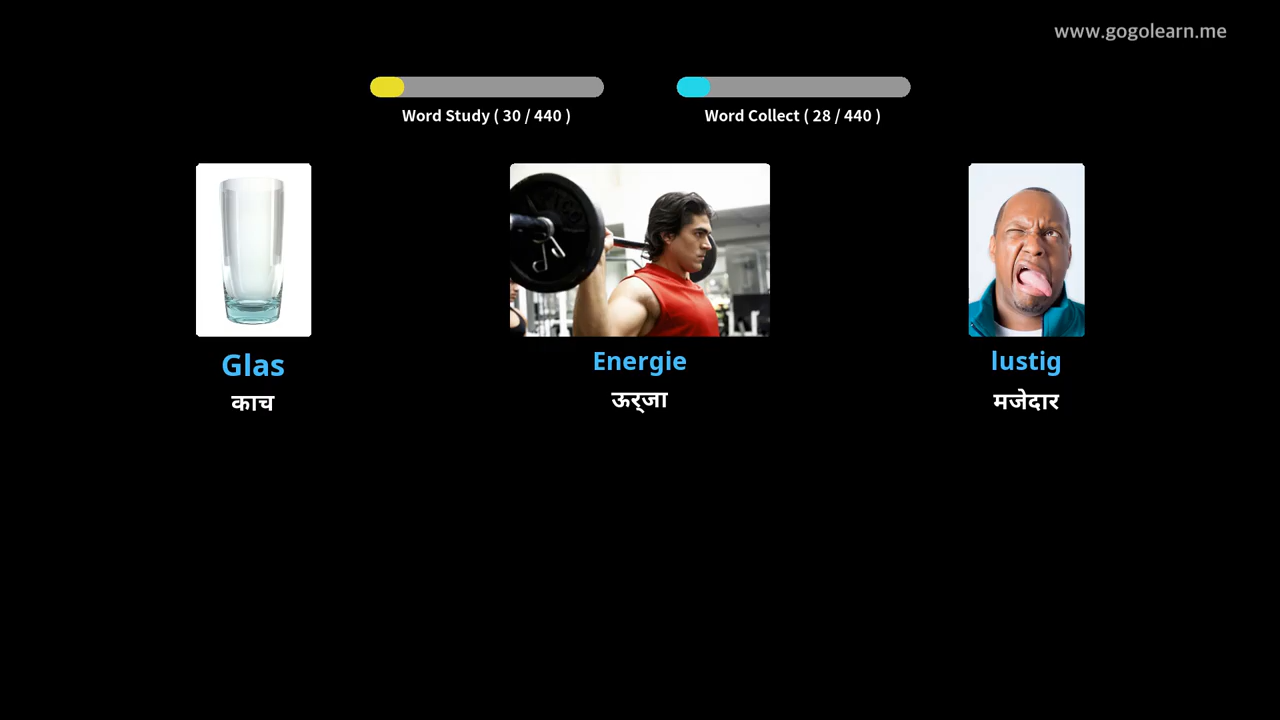 www.gogolearn.me
Word Study ( 30 / 440 )
Word Collect ( 28 / 440 )
Glas
Energie
lustig
काच
ऊर्जा
मजेदार